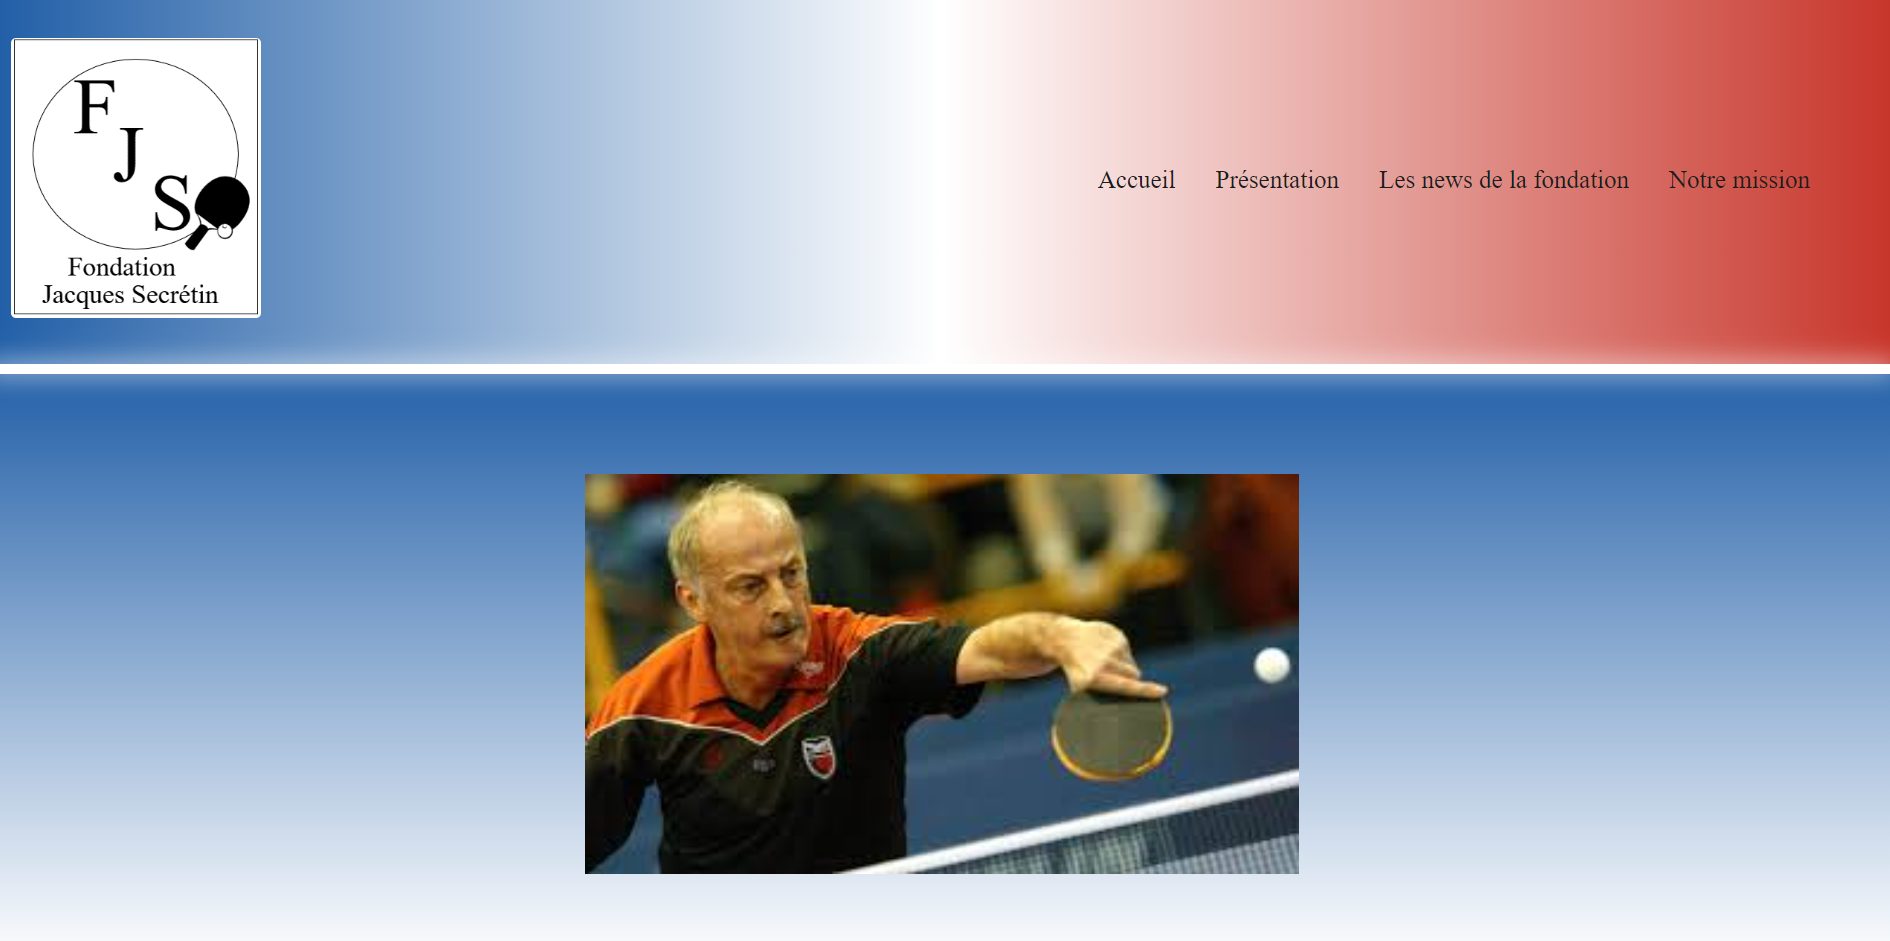 F
J
S
Fondation
Jacques Secrétin
Accueil Présentation Les news de la fondation Notre mission